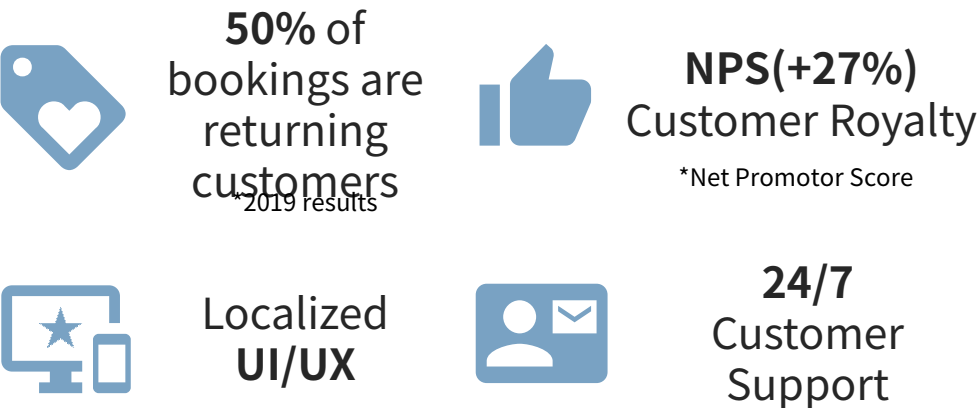 50% of
bookings are
returning
customers
*2019 results
NPS(+27%)
Customer Royalty
*Net Promotor Score
Localized
UI/UX
24/7
Customer
Support